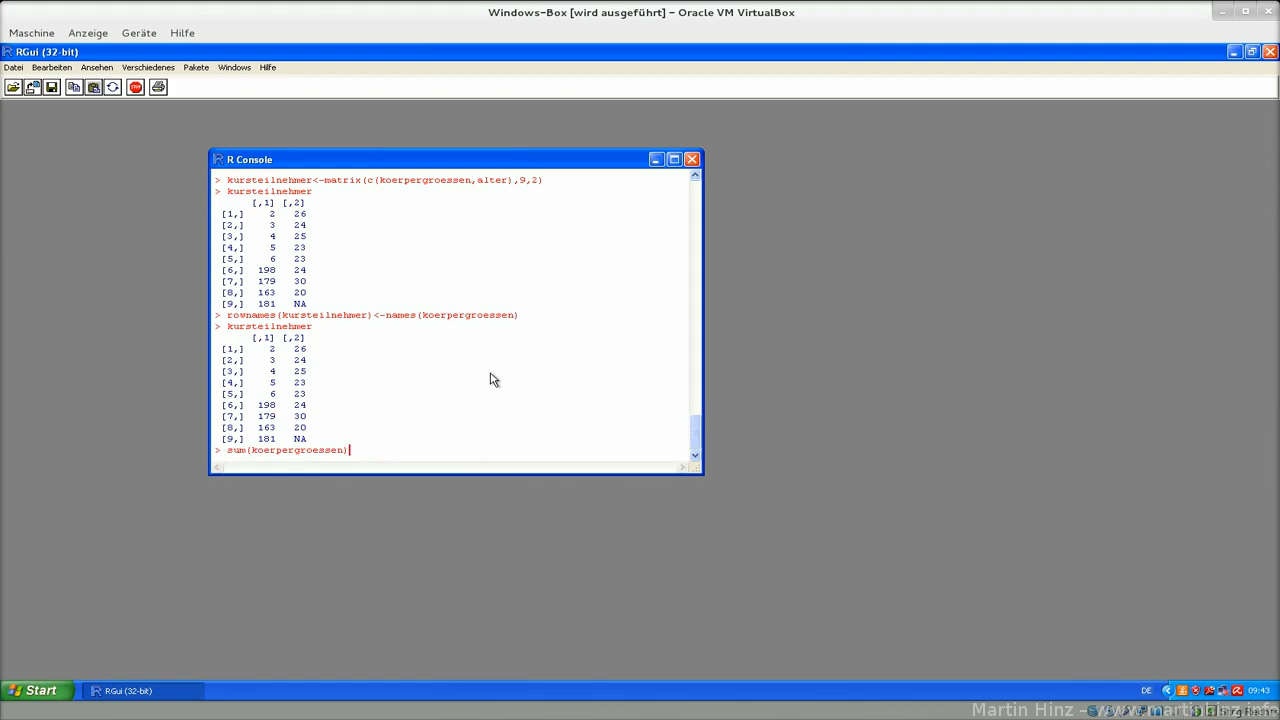 Windows-Box [wird ausgeführt] - Oracle VM VirtualBox
Maschine Anzeige Geräte Hilfe
RGui (32-bit)
Datei Bearbeiten Ansehen Verschiedenes Pakete Windows Hilfe
STOP
R Console
> kursteilnehmer<-matrix(c(koerpergroessen,alter),9,2)
> kursteilnehmer
[,1] [,2]
[1,] 2 26
[2,] 3 24
[3,] 4 25
[4,] 5 23
[5,] 6 23
[6,] 198 24
[7,] 179 30
[8,] 163 20
[9,] 181 NA
> rownames(kursteilnehmer)<-names(koerpergroessen)
> kursteilnehmer
[,1] [,2]
[1,] 2 26
[2,] 3 24
[3,] 4 25
[4,] 5 23
[5,] 6 23
[6,] 198 24
[7,] 179 30
[8,] 163 20
[9,] 181 NA
> sum(koerpergroessen)
Start RGui (32-bit) DE 09:43
Martin Hinz - www.martinhinz.info